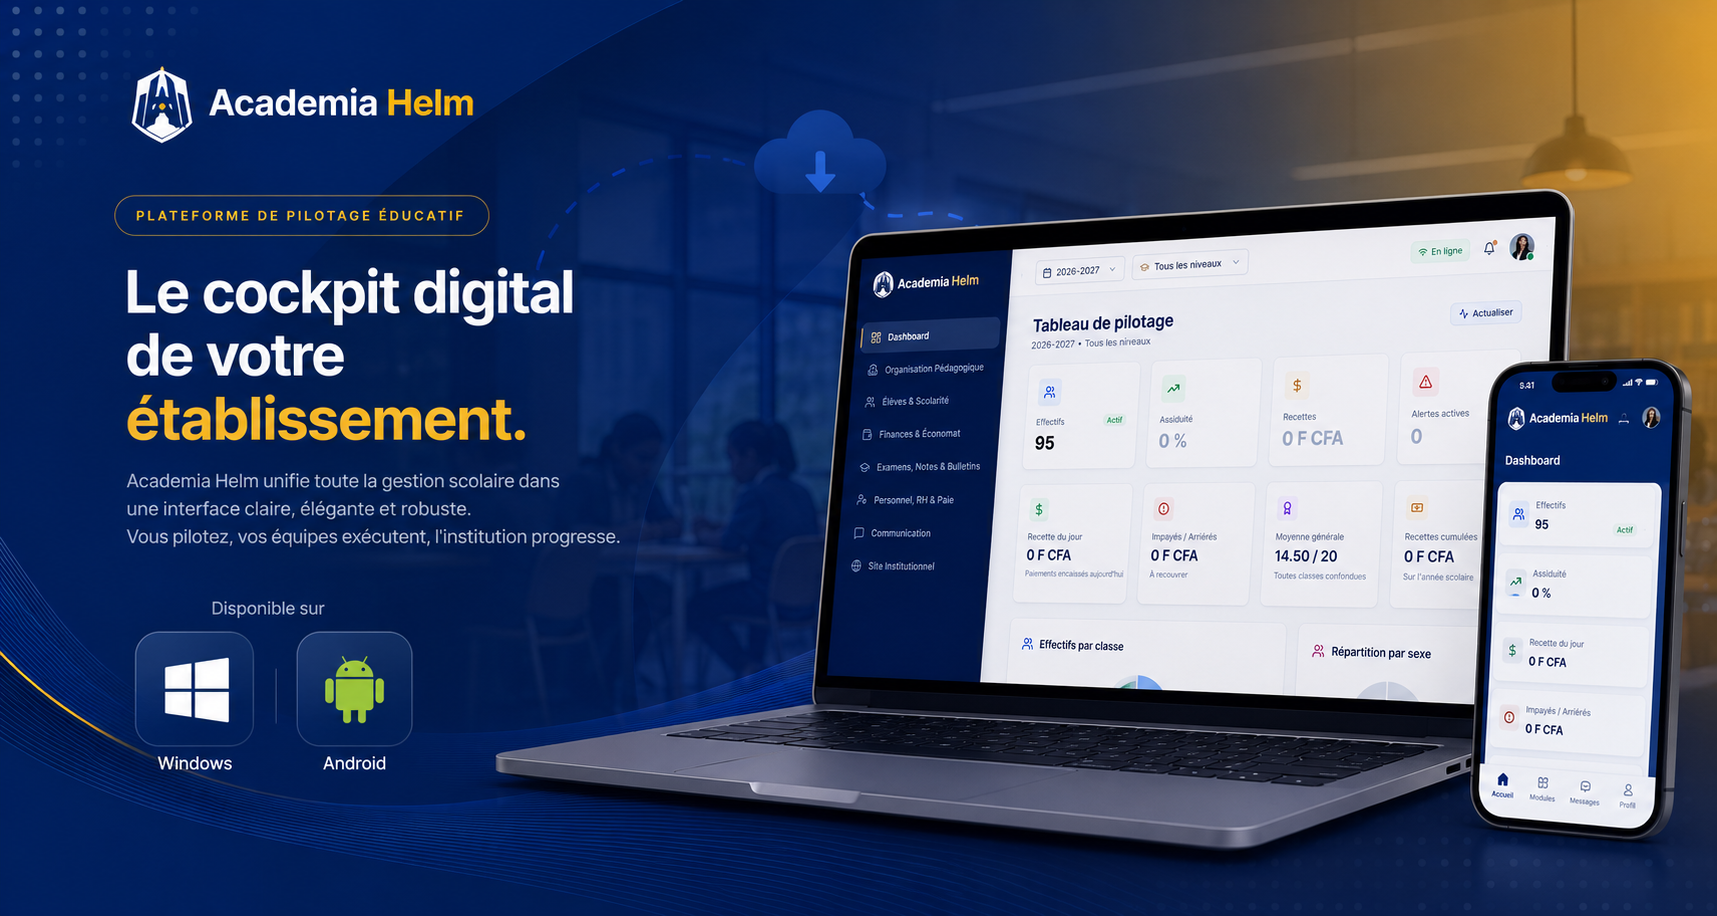 Academia Helm
PLATEFORME DE PILOTAGE ÉDUCATIF
Le cockpit digital
de votre
établissement.
Academia Helm unifie toute la gestion scolaire dans
une interface claire, élégante et robuste.
Vous pilotez, vos équipes exécutent, l'institution progresse.
Disponible sur
Windows
Android
Academia Helm
Dashboard
Organisation Pédagogique
Élèves & Scolarité
Finances & Économat
Examens, Notes & Bulletins
Personnel, RH & Paie
Communication
Site Institutionnel
2026-2027
Tous les niveaux
En ligne
Tableau de pilotage
2026-2027 • Tous les niveaux
Actualiser
Effectifs
Actif
95
Assiduité
0 %
Recettes
0 F CFA
Alertes actives
0
Recette du jour
0 F CFA
Paiements encaissés aujourd'hui
Impayés / Arriérés
0 F CFA
À recouvrer
Moyenne générale
14.50 / 20
Toutes classes confondues
Recettes cumulées
0 F CFA
Sur l'année scolaire
Effectifs par classe
Répartition par sexe
Academia Helm
Dashboard
Effectifs
95
Actif
Assiduité
0 %
Recette du jour
0 F CFA
Impayés / Arriérés
0 F CFA
Accueil
Modules
Messages
Profil